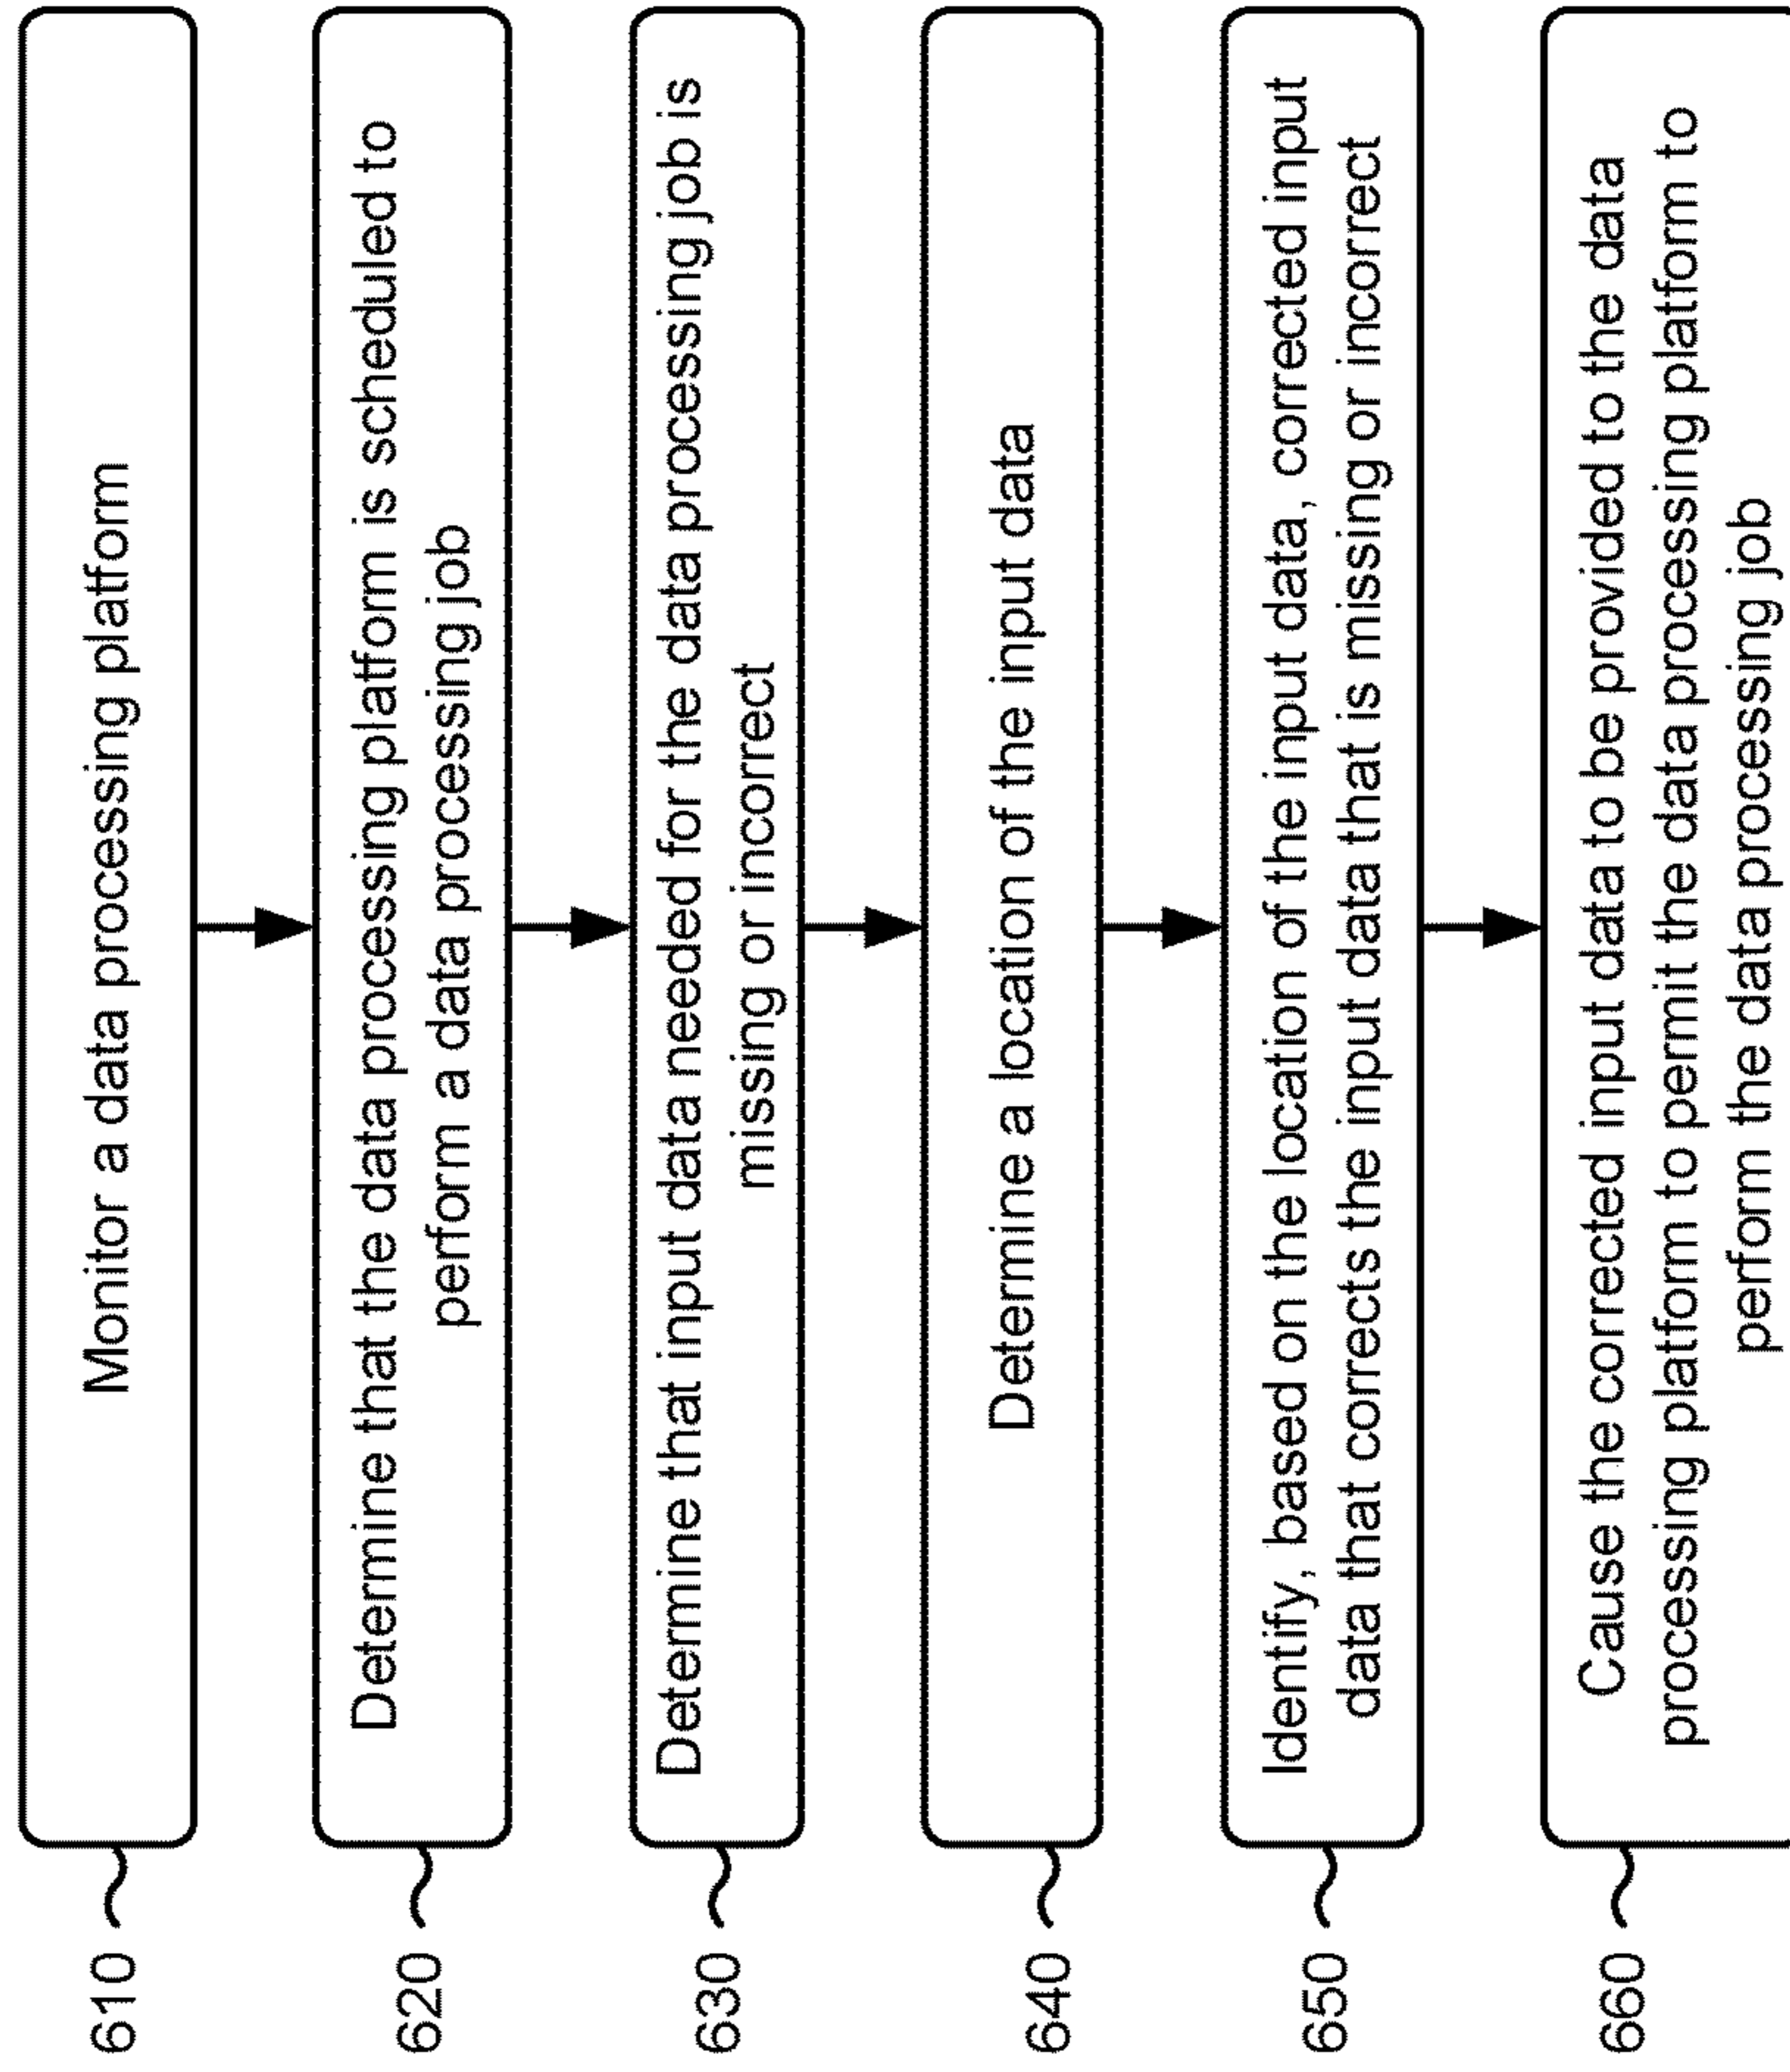 610
Monitor a data processing platform
620
Determine that the data processing platform is scheduled to
perform a data processing job
630
Determine that input data needed for the data processing job is
missing or incorrect
640
Determine a location of the input data
650
Identify, based on the location of the input data, corrected input
data that corrects the input data that is missing or incorrect
660
Cause the corrected input data to be provided to the data
processing platform to permit the data processing platform to
perform the data processing job